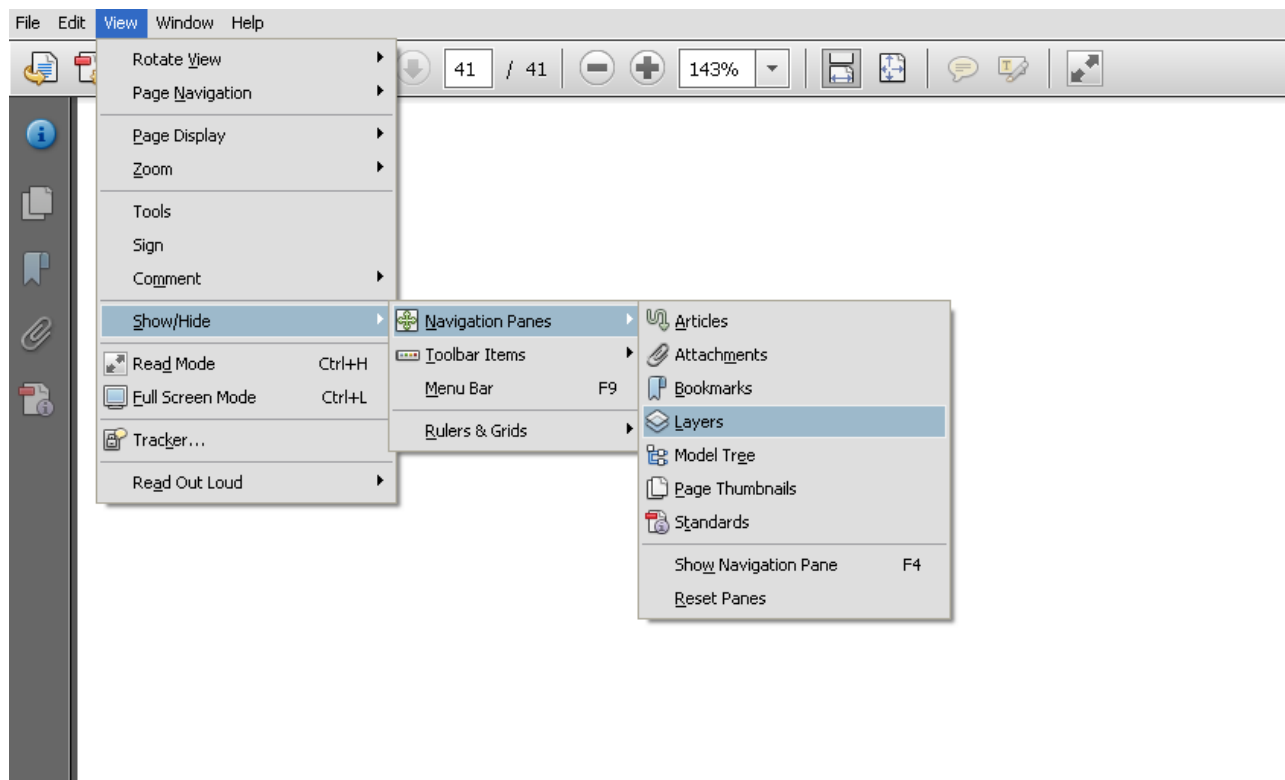 File Edit View Window Help
41 / 41 143%
Rotate View
Page Navigation
Page Display
Zoom
Tools
Sign
Comment
Show/Hide
Read Mode Ctrl+H
Full Screen Mode Ctrl+L
Tracker...
Read Out Loud
Navigation Panes
Toolbar Items
Menu Bar F9
Rulers & Grids
Articles
Attachments
Bookmarks
Layers
Model Tree
Page Thumbnails
Standards
Show Navigation Pane F4
Reset Panes